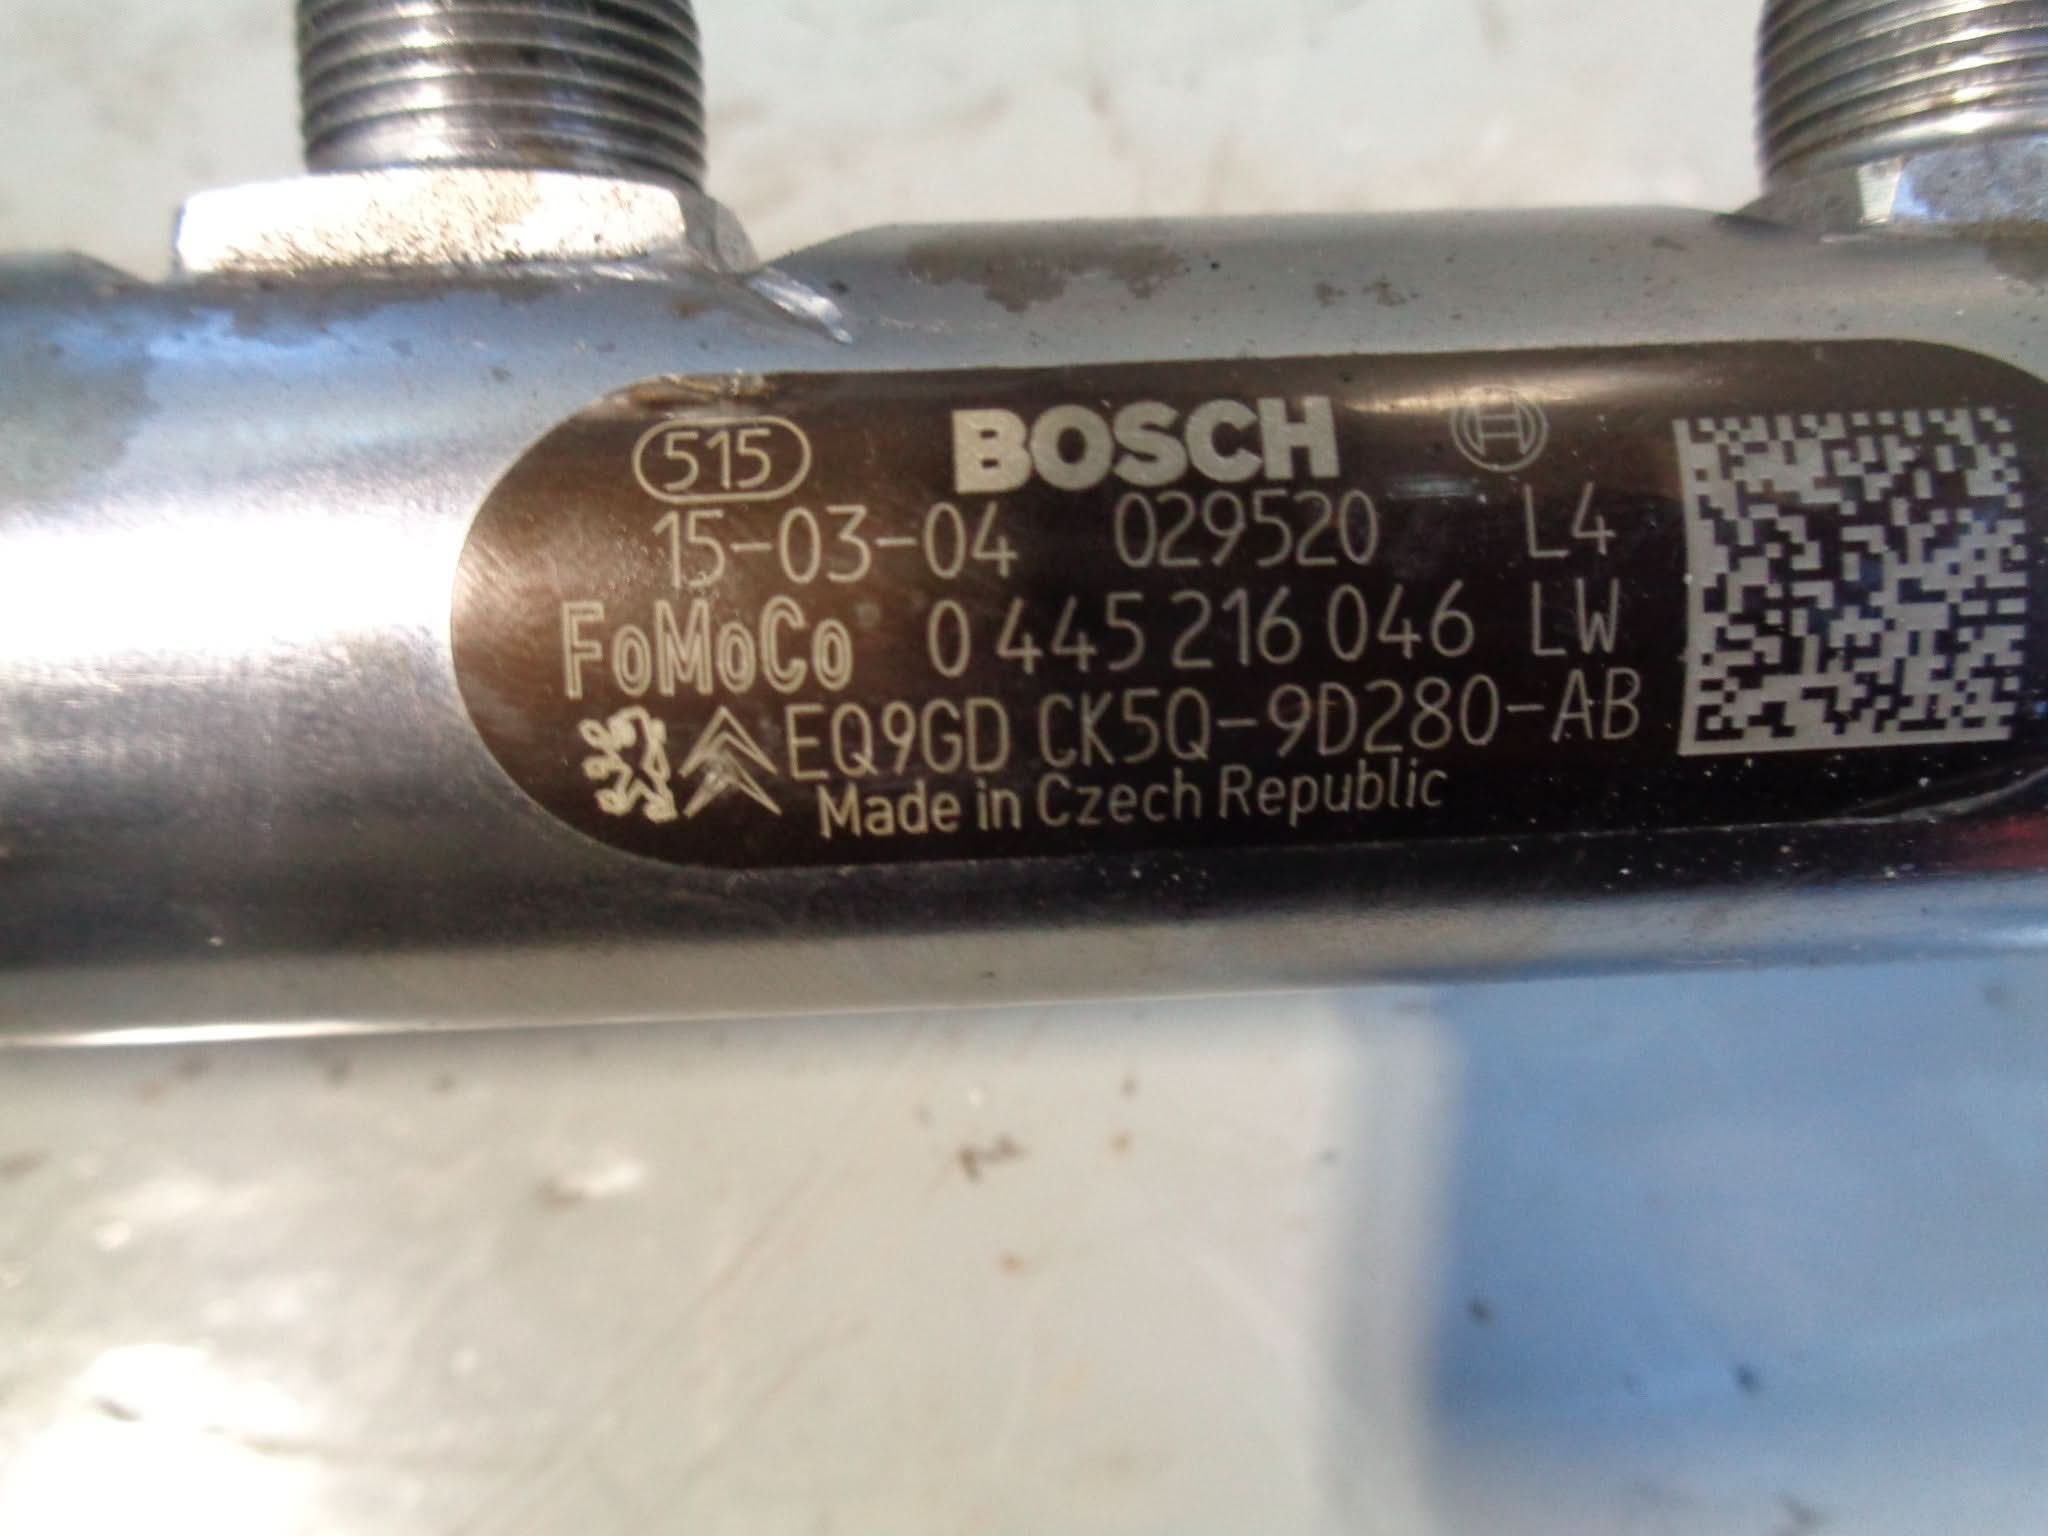 515 BOSCH
15-03-04 029520 L4
FoMoCo 0 445 216 046 LW
EQ9GD CK5Q-9D280-AB
Made in Czech Republic